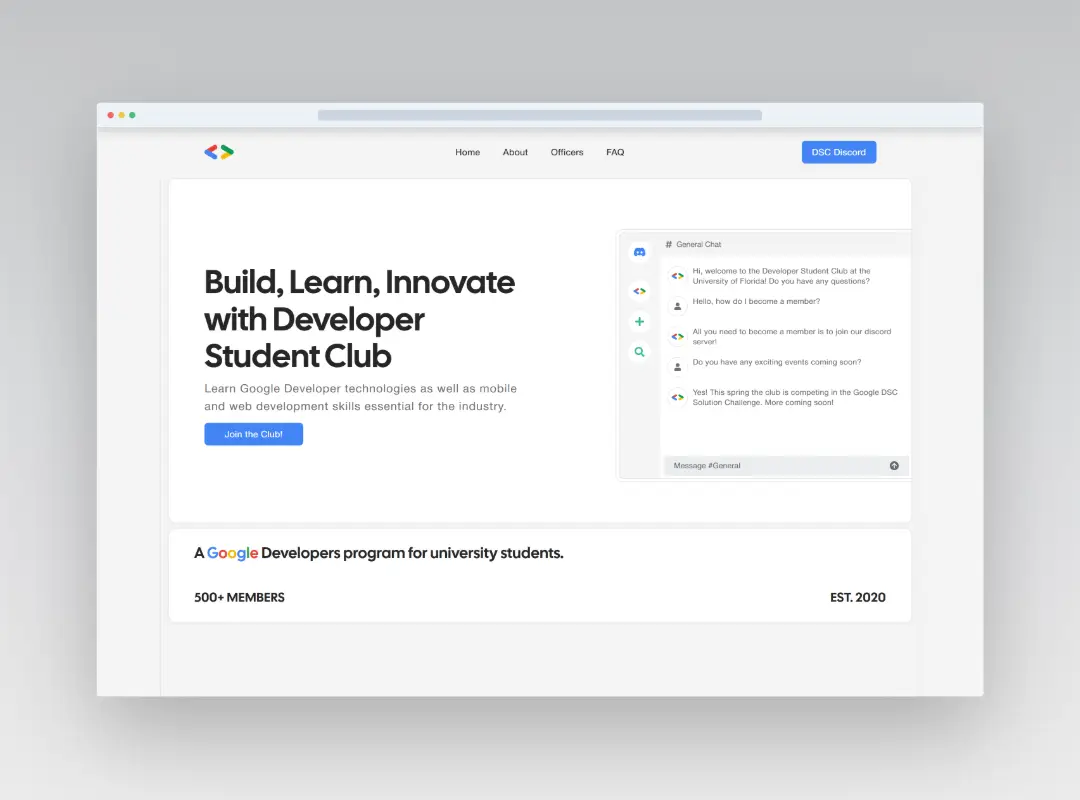 Home About Officers FAQ
DSC Discord
Build, Learn, Innovate
with Developer
Student Club
Learn Google Developer technologies as well as mobile
and web development skills essential for the industry.
Join the Club!
# General Chat
Hi, welcome to the Developer Student Club at the
University of Florida! Do you have any questions?
Hello, how do I become a member?
All you need to become a member is to join our discord
server!
Do you have any exciting events coming soon?
Yes! This spring the club is competing in the Google DSC
Solution Challenge. More coming soon!
Message #General
A Google Developers program for university students.
500+ MEMBERS
EST. 2020